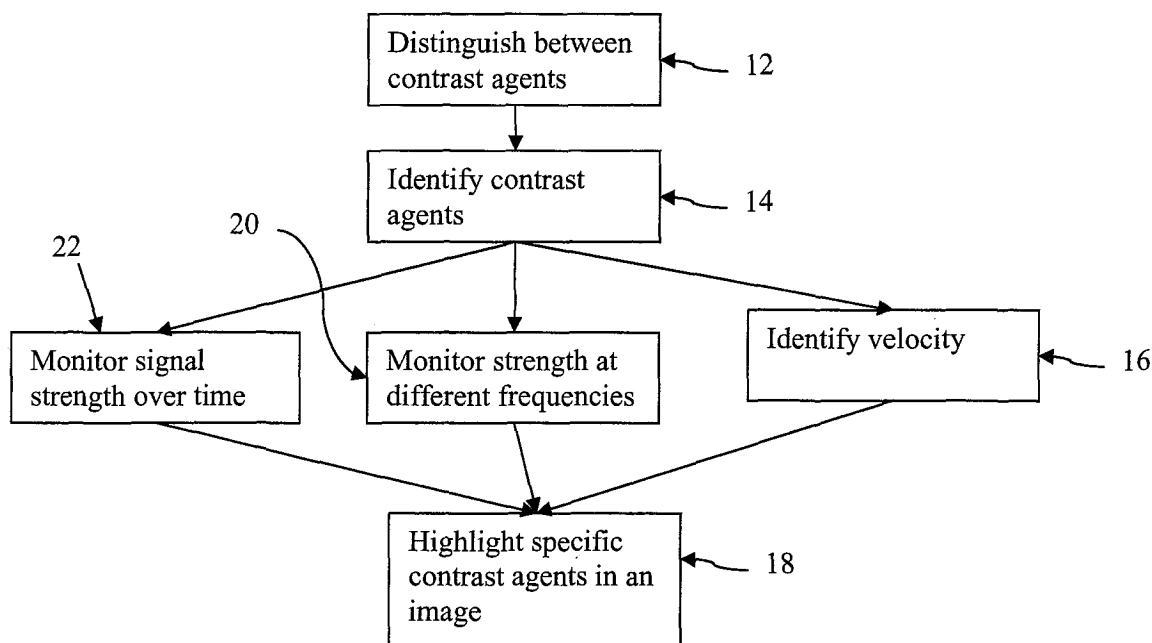 Distinguish between
contrast agents
12
Identify contrast
agents
14
20
22
Monitor signal
strength over time
Monitor strength at
different frequencies
Identify velocity
16
Highlight specific
contrast agents in an
image
18